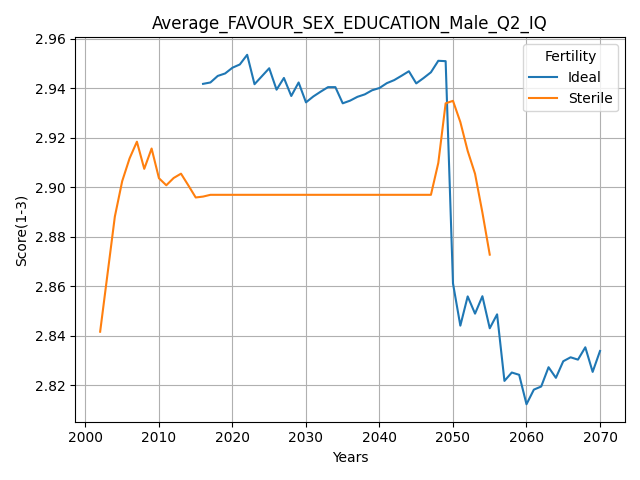 Average_FAVOUR_SEX_EDUCATION_Male_Q2_IQ
Fertility
Ideal
Sterile
Score(1-3)
2.96
2.94
2.92
2.90
2.88
2.86
2.84
2.82
2000 2010 2020 2030 2040 2050 2060 2070
Years